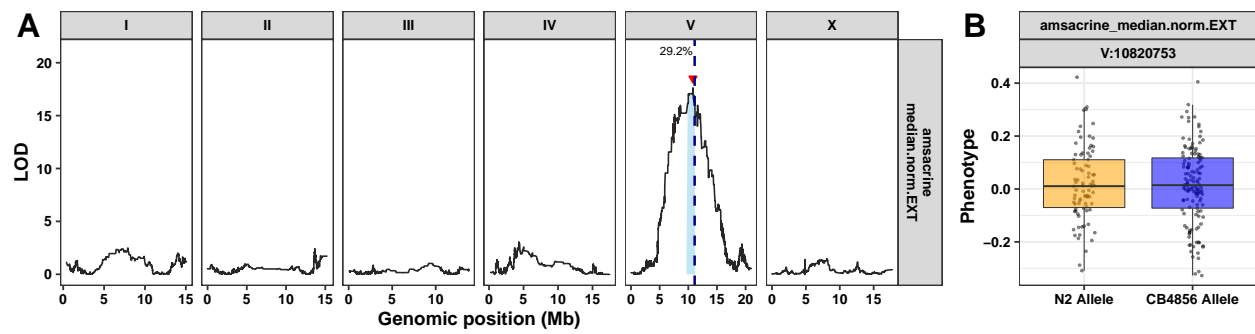 A
I II III IV V X
LOD
20
15
10
5
0
29.2%
amsacrine
median.norm.EXT
0 5 10 15
0 5 10 15
0 5 10
0 5 10 15
0 5 10 15 20
0 5 10 15
Genomic position (Mb)
B
amsacrine_median.norm.EXT
V:10820753
Phenotype
0.4
0.2
0.0
−0.2
N2 Allele CB4856 Allele